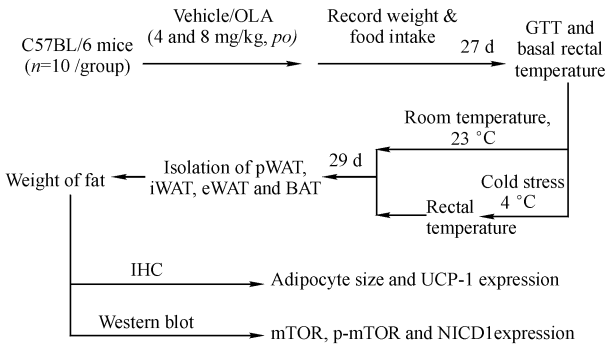 C57BL/6 mice
(n=10 /group)
Vehicle/OLA
(4 and 8 mg/kg, po)
Record weight &
food intake
27 d
GTT and
basal rectal
temperature
Room temperature,
23 °C
Cold stress
4 °C
Rectal
temperature
29 d
Isolation of pWAT,
iWAT, eWAT and BAT
Weight of fat
IHC
Adipocyte size and UCP-1 expression
Western blot
mTOR, p-mTOR and NICD1expression